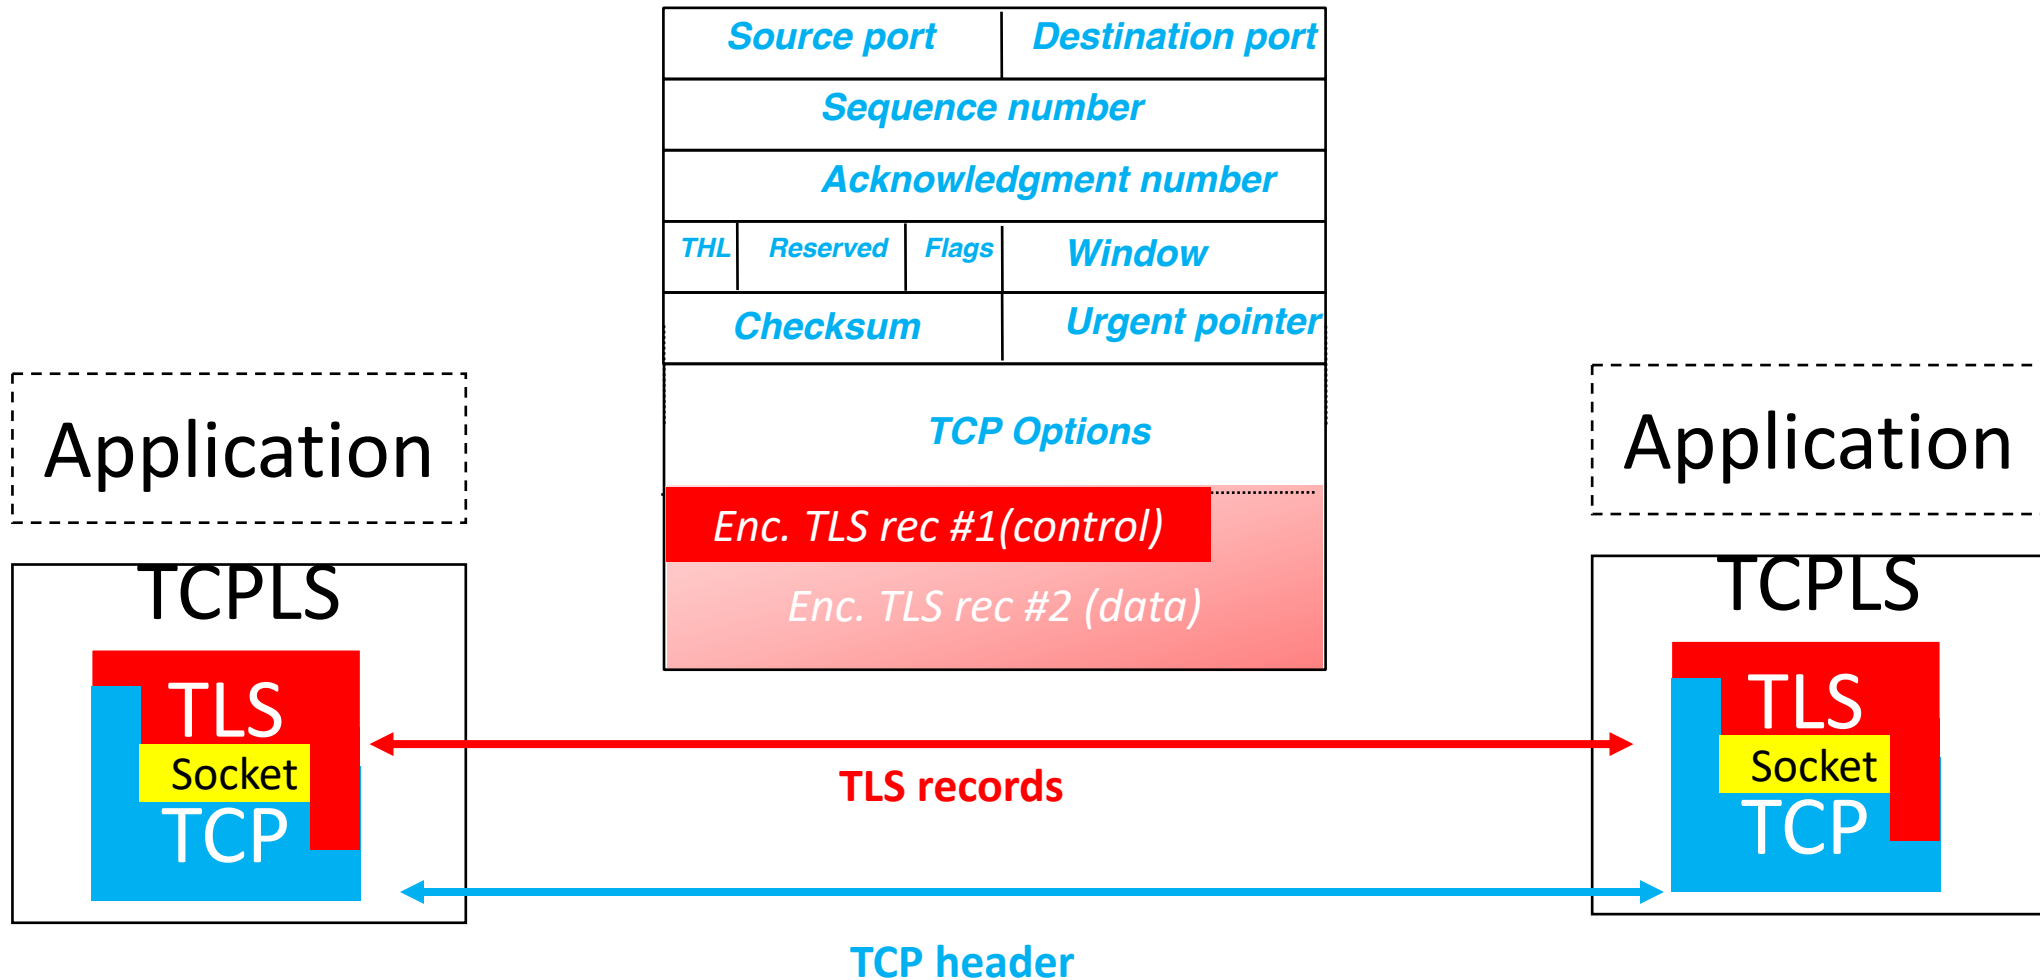 Source port Destination port
Sequence number
Acknowledgment number
THL Reserved Flags Window
Checksum Urgent pointer
TCP Options
Enc. TLS rec #1(control)
Enc. TLS rec #2 (data)
Application
TCPLS
TLS
Socket
TCP
Application
TCPLS
TLS
Socket
TCP
TLS records
TCP header